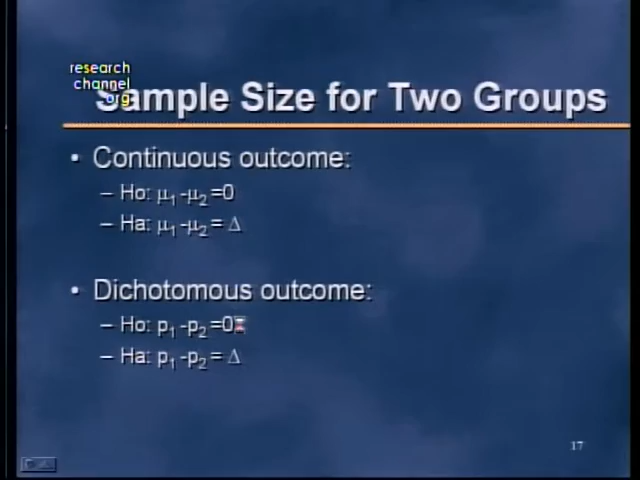 research
channel
.org
Sample Size for Two Groups
• Continuous outcome:
– Ho: μ₁-μ₂=0
– Ha: μ₁-μ₂= Δ
• Dichotomous outcome:
– Ho: p₁-p₂=0
– Ha: p₁-p₂= Δ
17